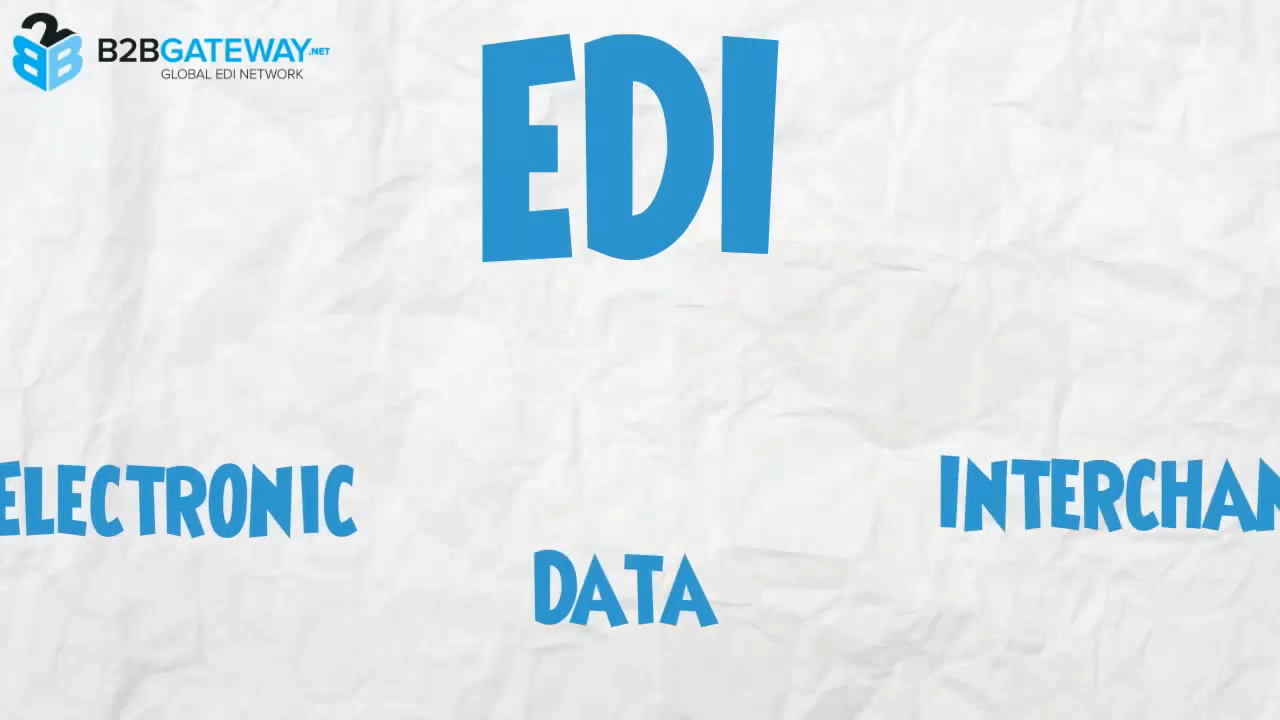 B2BGATEWAY.NET
GLOBAL EDI NETWORK
EDI
ELECTRONIC
INTERCHAN
DATA